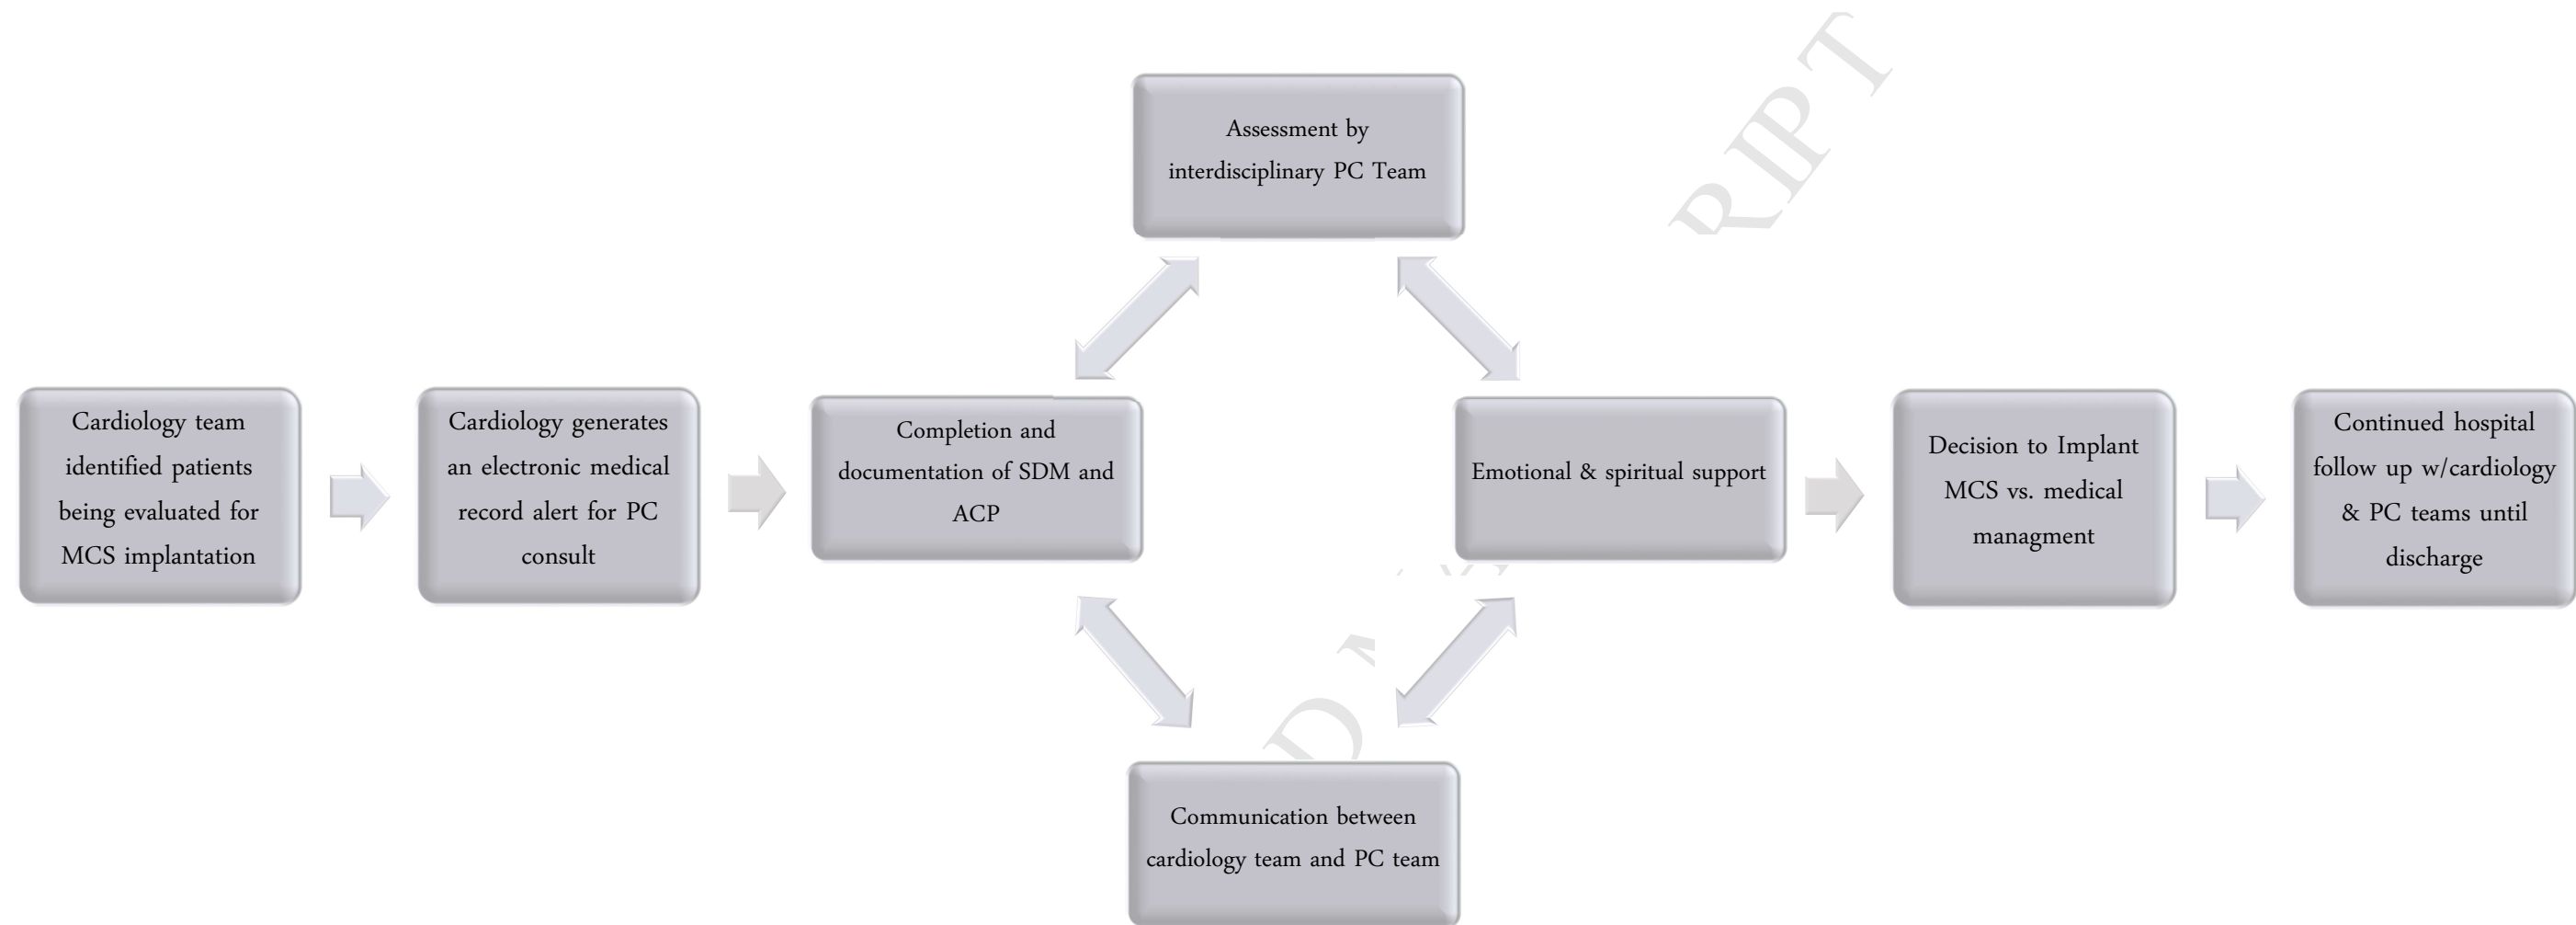 Assessment by
interdisciplinary PC Team
Cardiology team
identified patients
being evaluated for
MCS implantation
Cardiology generates
an electronic medical
record alert for PC
consult
Completion and
documentation of SDM and
ACP
Emotional & spiritual support
Decision to Implant
MCS vs. medical
managment
Continued hospital
follow up w/cardiology
& PC teams until
discharge
Communication between
cardiology team and PC team
RIPT
D